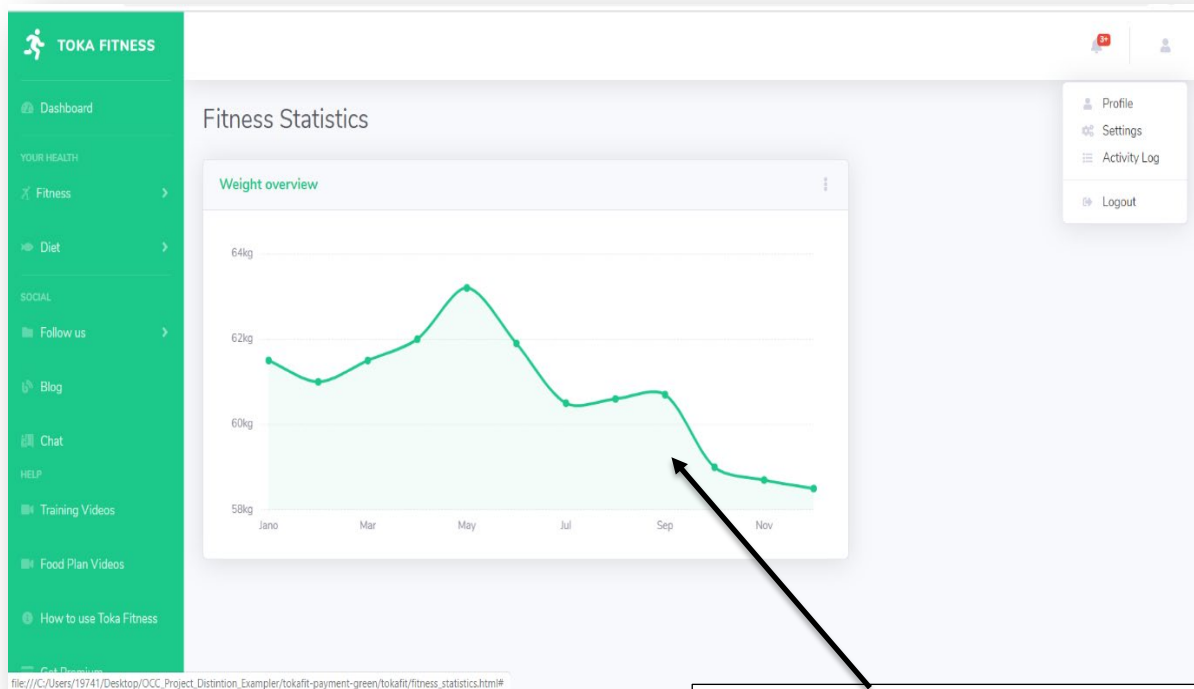 TOKA FITNESS
3+
Dashboard
Profile
Settings
Activity Log
Logout
Fitness Statistics
YOUR HEALTH
Fitness
Diet
Weight overview
64kg
62kg
60kg
58kg
Jano
Mar
May
Jul
Sep
Nov
SOCIAL
Follow us
Blog
Chat
HELP
Training Videos
Food Plan Videos
How to use Toka Fitness
Get Premium
file:///C:/Users/19741/Desktop/OCC_Project_Distintion_Exampler/tokafit-payment-green/tokafit/fitness_statistics.html#